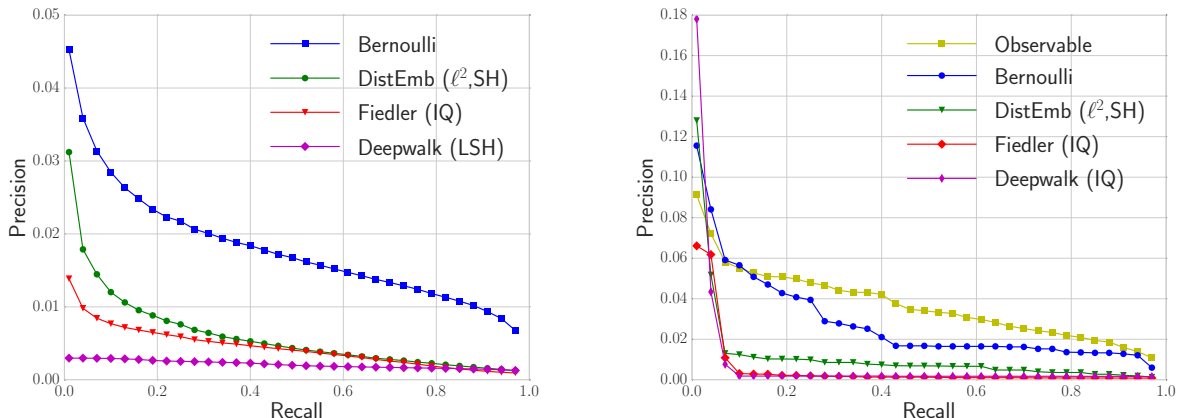 0.05
0.04
0.03
0.02
0.01
0.00
Precision
0.0 0.2 0.4 0.6 0.8 1.0
Recall
Bernoulli
DistEmb (ℓ²,SH)
Fiedler (IQ)
Deepwalk (LSH)
0.18
0.16
0.14
0.12
0.10
0.08
0.06
0.04
0.02
0.00
Precision
0.0 0.2 0.4 0.6 0.8 1.0
Recall
Observable
Bernoulli
DistEmb (ℓ²,SH)
Fiedler (IQ)
Deepwalk (IQ)